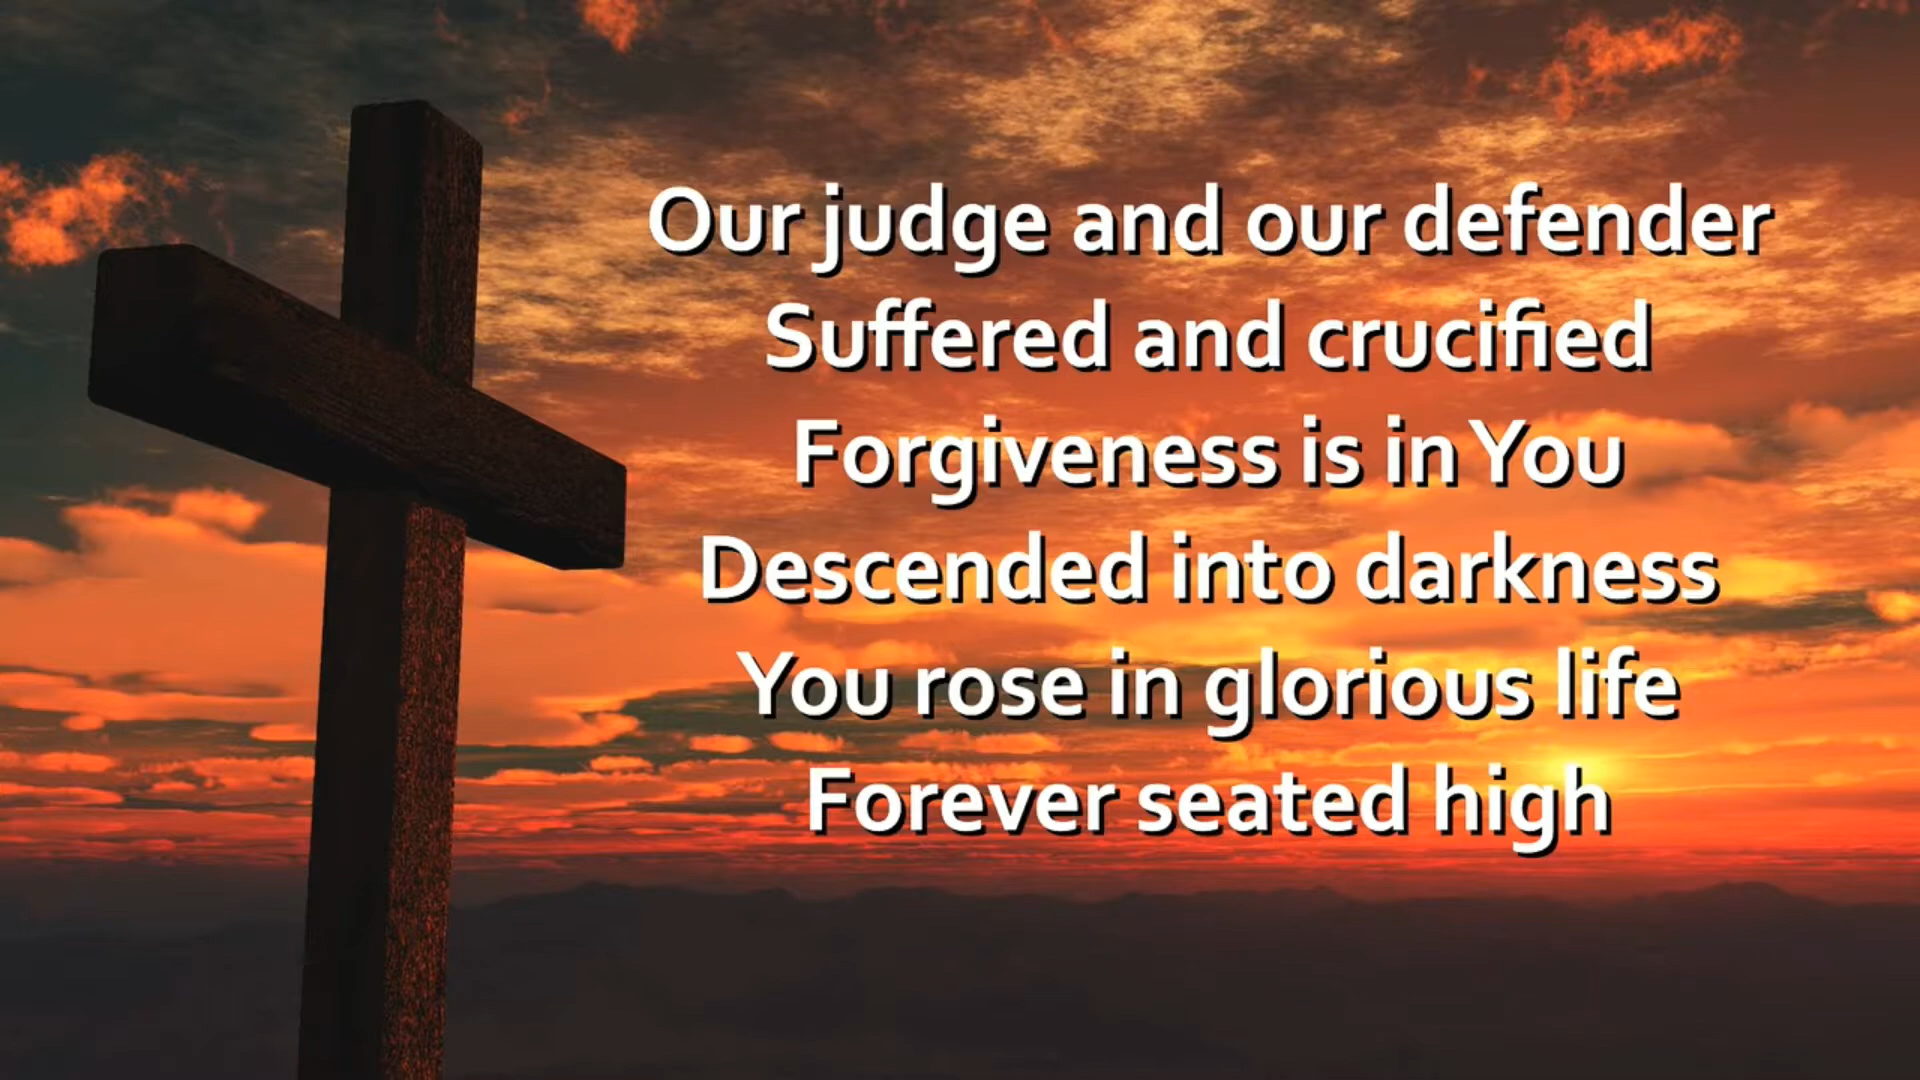 Our judge and our defender
Suffered and crucified
Forgiveness is in You
Descended into darkness
You rose in glorious life
Forever seated high